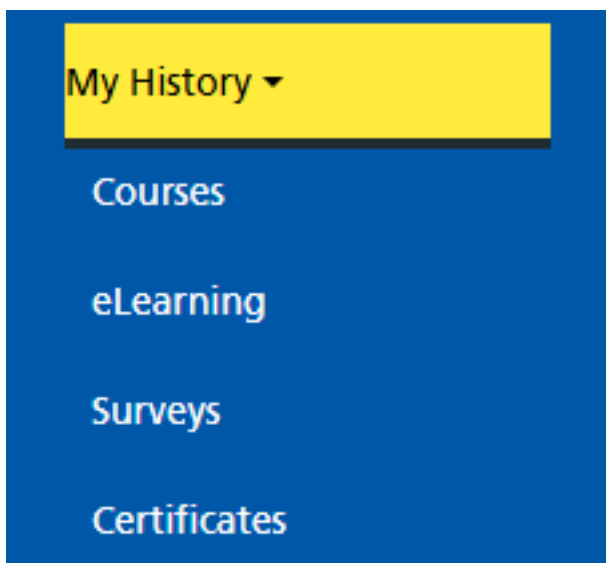 My History
Courses
eLearning
Surveys
Certificates